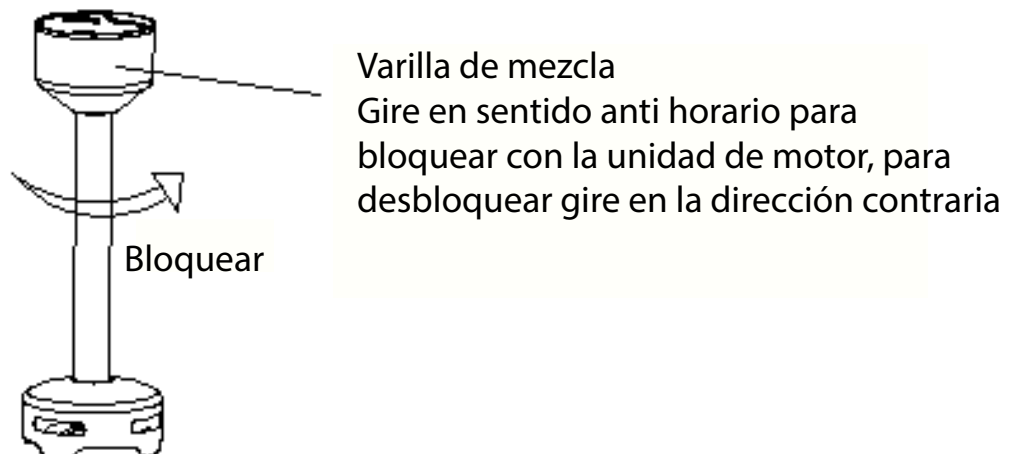 Varilla de mezcla
Gire en sentido anti horario para
bloquear con la unidad de motor, para
desbloquear gire en la dirección contraria
Bloquear